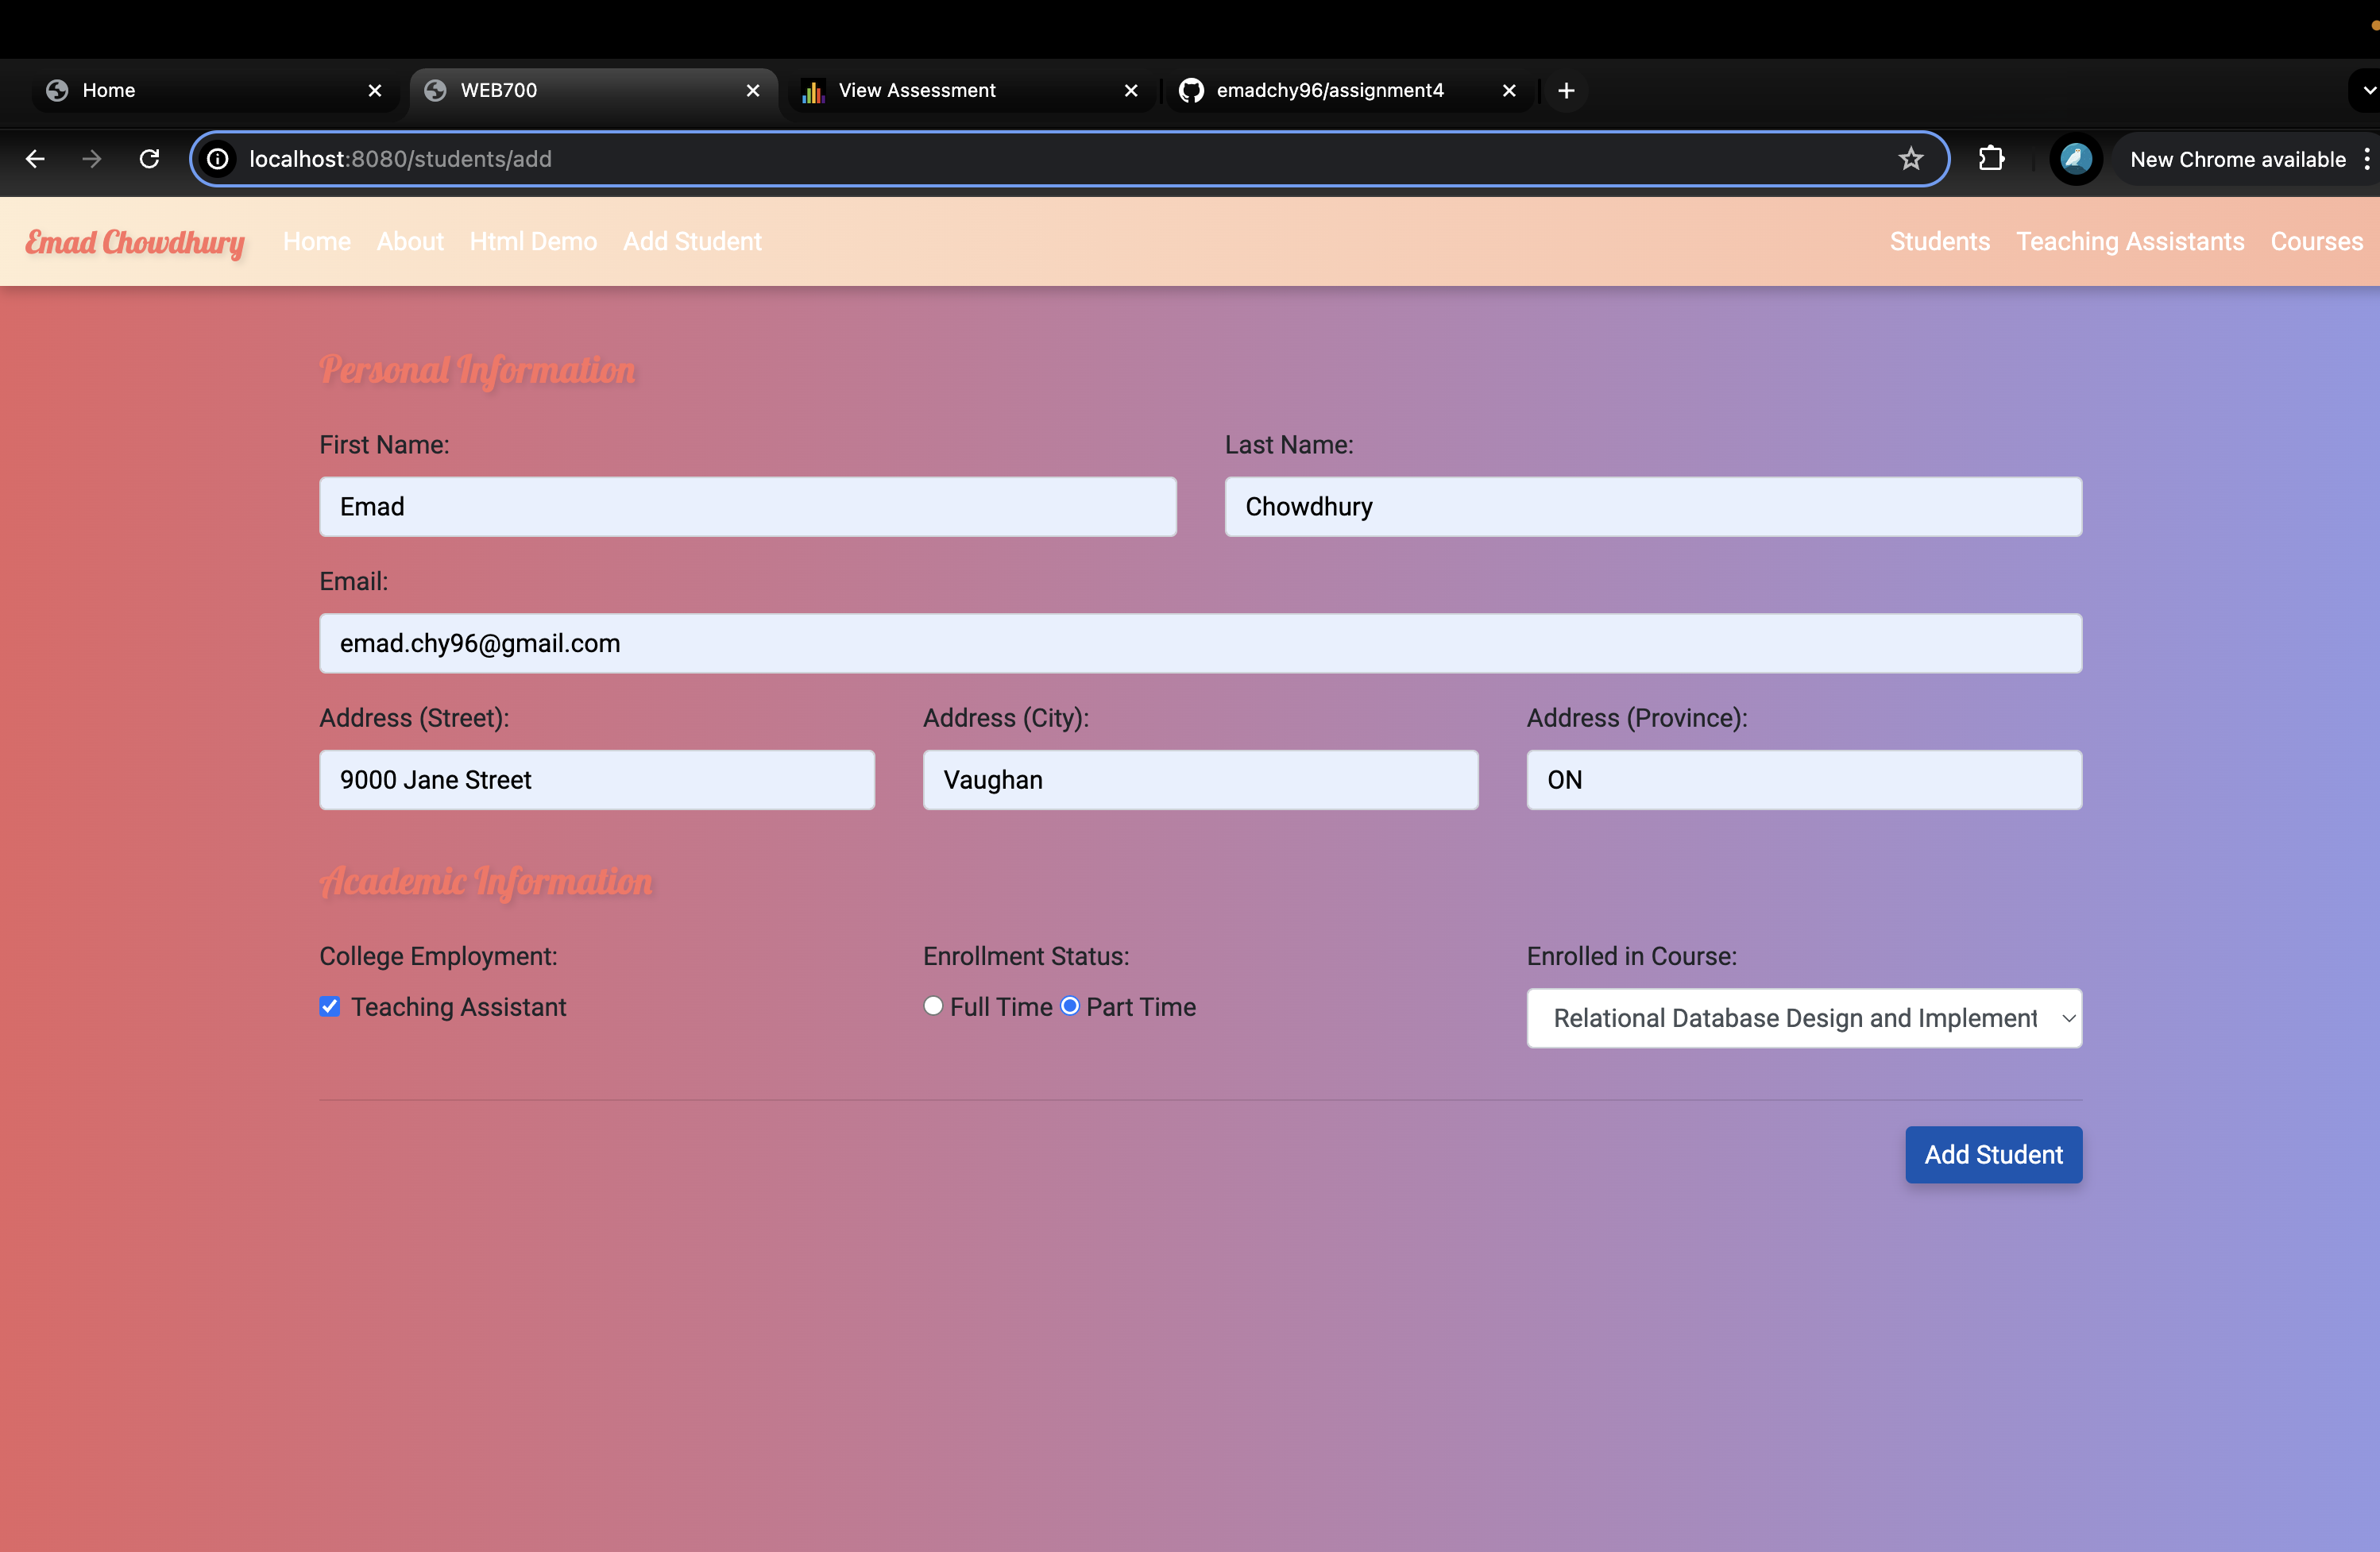 Home
WEB700
View Assessment
emadchy96/assignment4
localhost:8080/students/add
New Chrome available
Emad Chowdhury Home About Html Demo Add Student Students Teaching Assistants Courses
Personal Information
First Name: Last Name:
Emad Chowdhury
Email:
emad.chy96@gmail.com
Address (Street): Address (City): Address (Province):
9000 Jane Street Vaughan ON
Academic Information
College Employment: Enrollment Status: Enrolled in Course:
Teaching Assistant Full Time Part Time Relational Database Design and Implement
Add Student